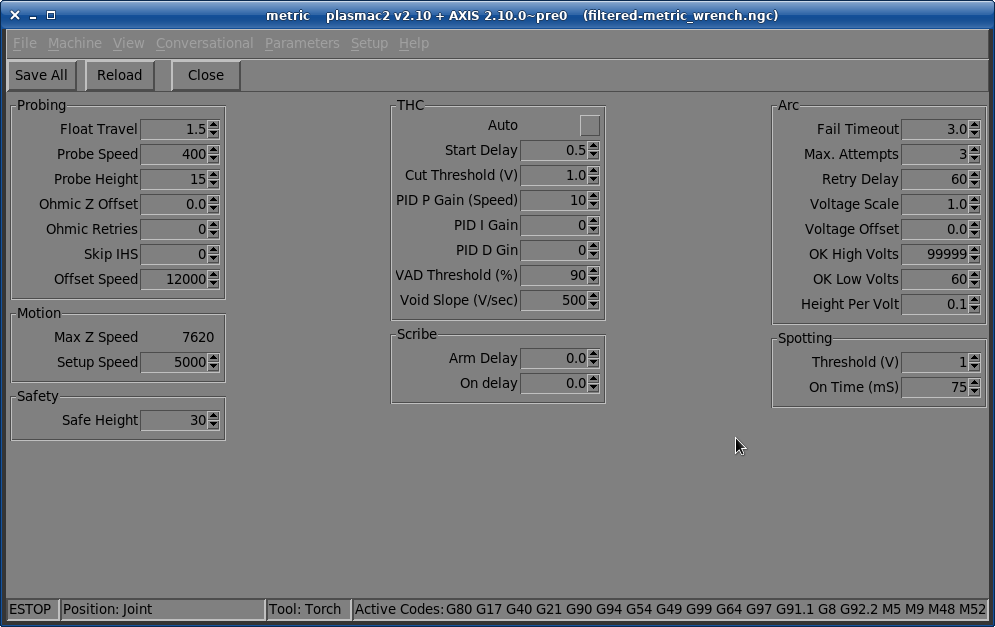 metric    plasmac2 v2.10 + AXIS 2.10.0~pre0    (filtered-metric_wrench.ngc)
File Machine View Conversational Parameters Setup Help
Save All Reload Close
Probing
Float Travel 1.5
Probe Speed 400
Probe Height 15
Ohmic Z Offset 0.0
Ohmic Retries 0
Skip IHS 0
Offset Speed 12000
Motion
Max Z Speed 7620
Setup Speed 5000
Safety
Safe Height 30
THC
Auto
Start Delay 0.5
Cut Threshold (V) 1.0
PID P Gain (Speed) 10
PID I Gain 0
PID D Gin 0
VAD Threshold (%) 90
Void Slope (V/sec) 500
Scribe
Arm Delay 0.0
On delay 0.0
Arc
Fail Timeout 3.0
Max. Attempts 3
Retry Delay 60
Voltage Scale 1.0
Voltage Offset 0.0
OK High Volts 99999
OK Low Volts 60
Height Per Volt 0.1
Spotting
Threshold (V) 1
On Time (mS) 75
ESTOP Position: Joint Tool: Torch Active Codes: G80 G17 G40 G21 G90 G94 G54 G49 G99 G64 G97 G91.1 G8 G92.2 M5 M9 M48 M52